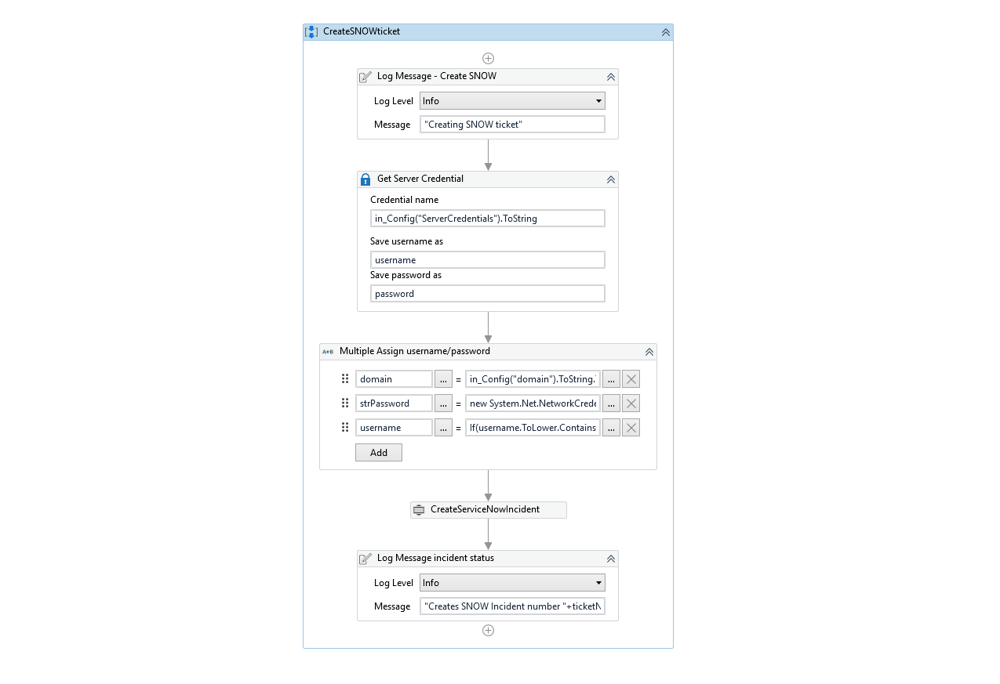 CreateSNOWticket
Log Message - Create SNOW
Log Level Info
Message "Creating SNOW ticket"
Get Server Credential
Credential name
in_Config("ServerCredentials").ToString
Save username as
username
Save password as
password
A+B Multiple Assign username/password
domain ... = in_Config("domain").ToString. ...
strPassword ... = new System.Net.NetworkCrede ...
username ... = If(username.ToLower.Contains ...
Add
CreateServiceNowIncident
Log Message incident status
Log Level Info
Message "Creates SNOW Incident number "+ticketN